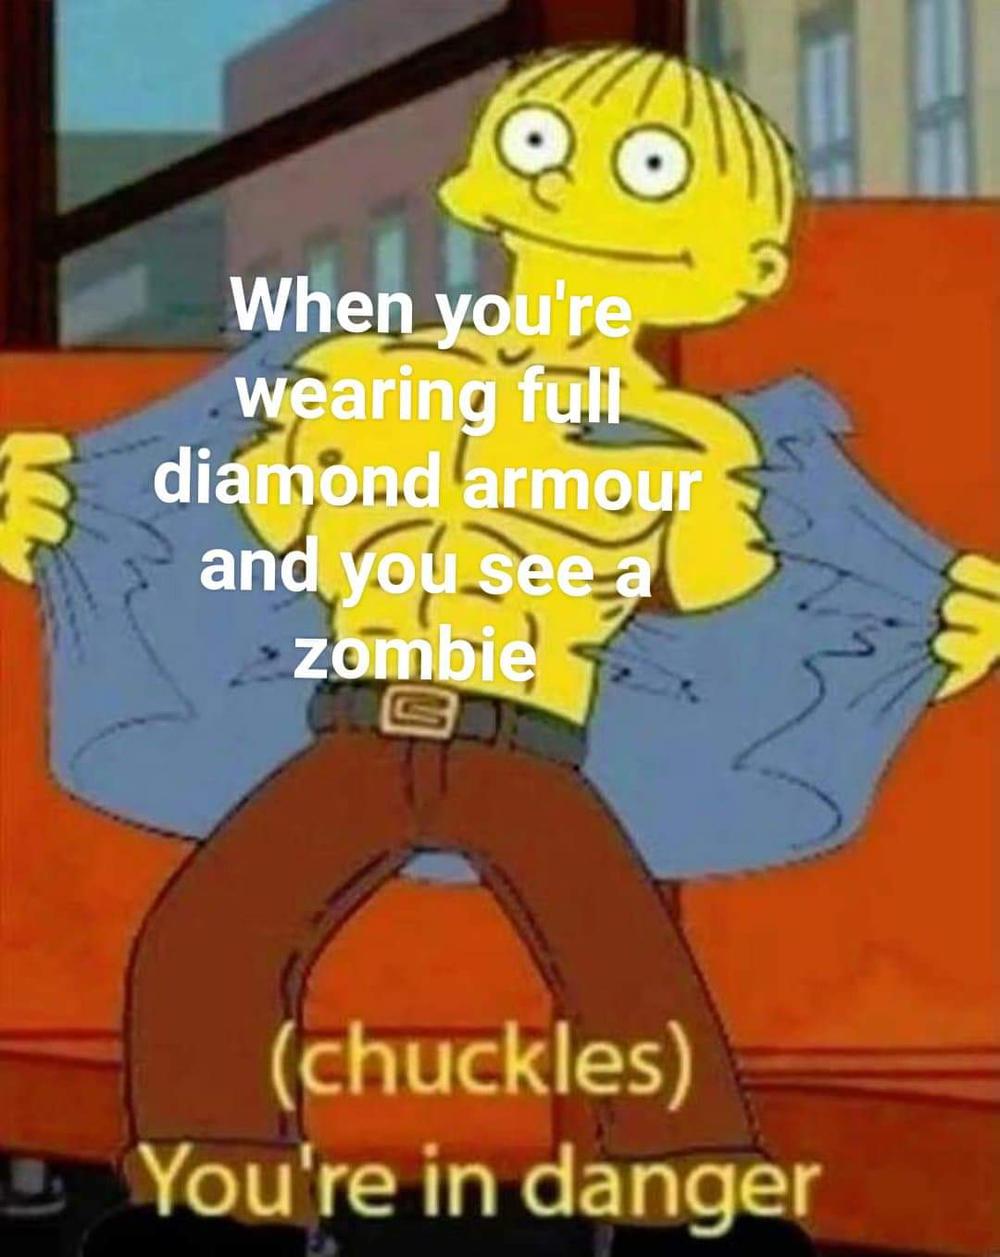 When you're
wearing full
diamond armour
and you see a
zombie
(chuckles)
You're in danger